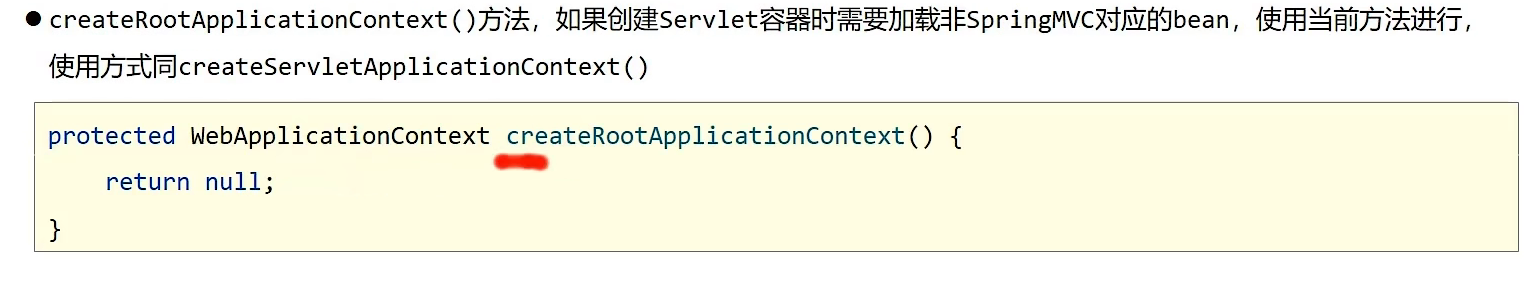 ● createRootApplicationContext()方法，如果创建Servlet容器时需要加载非SpringMVC对应的bean，使用当前方法进行，
使用方式同createServletApplicationContext()
protected WebApplicationContext createRootApplicationContext() {
    return null;
}